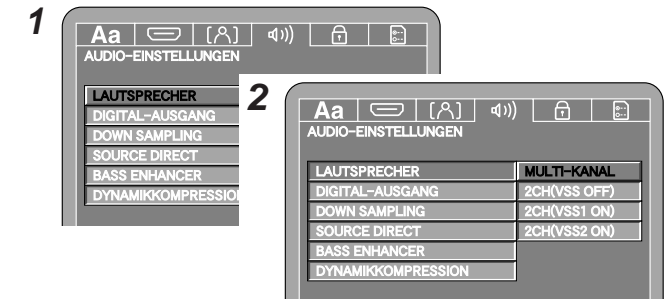 1
Aa
AUDIO-EINSTELLUNGEN
LAUTSPRECHER
DIGITAL-AUSGANG
DOWN SAMPLING
SOURCE DIRECT
BASS ENHANCER
DYNAMIKKOMPRESSION
2
Aa
AUDIO-EINSTELLUNGEN
LAUTSPRECHER MULTI-KANAL
DIGITAL-AUSGANG 2CH(VSS OFF)
DOWN SAMPLING 2CH(VSS1 ON)
SOURCE DIRECT 2CH(VSS2 ON)
BASS ENHANCER
DYNAMIKKOMPRESSION